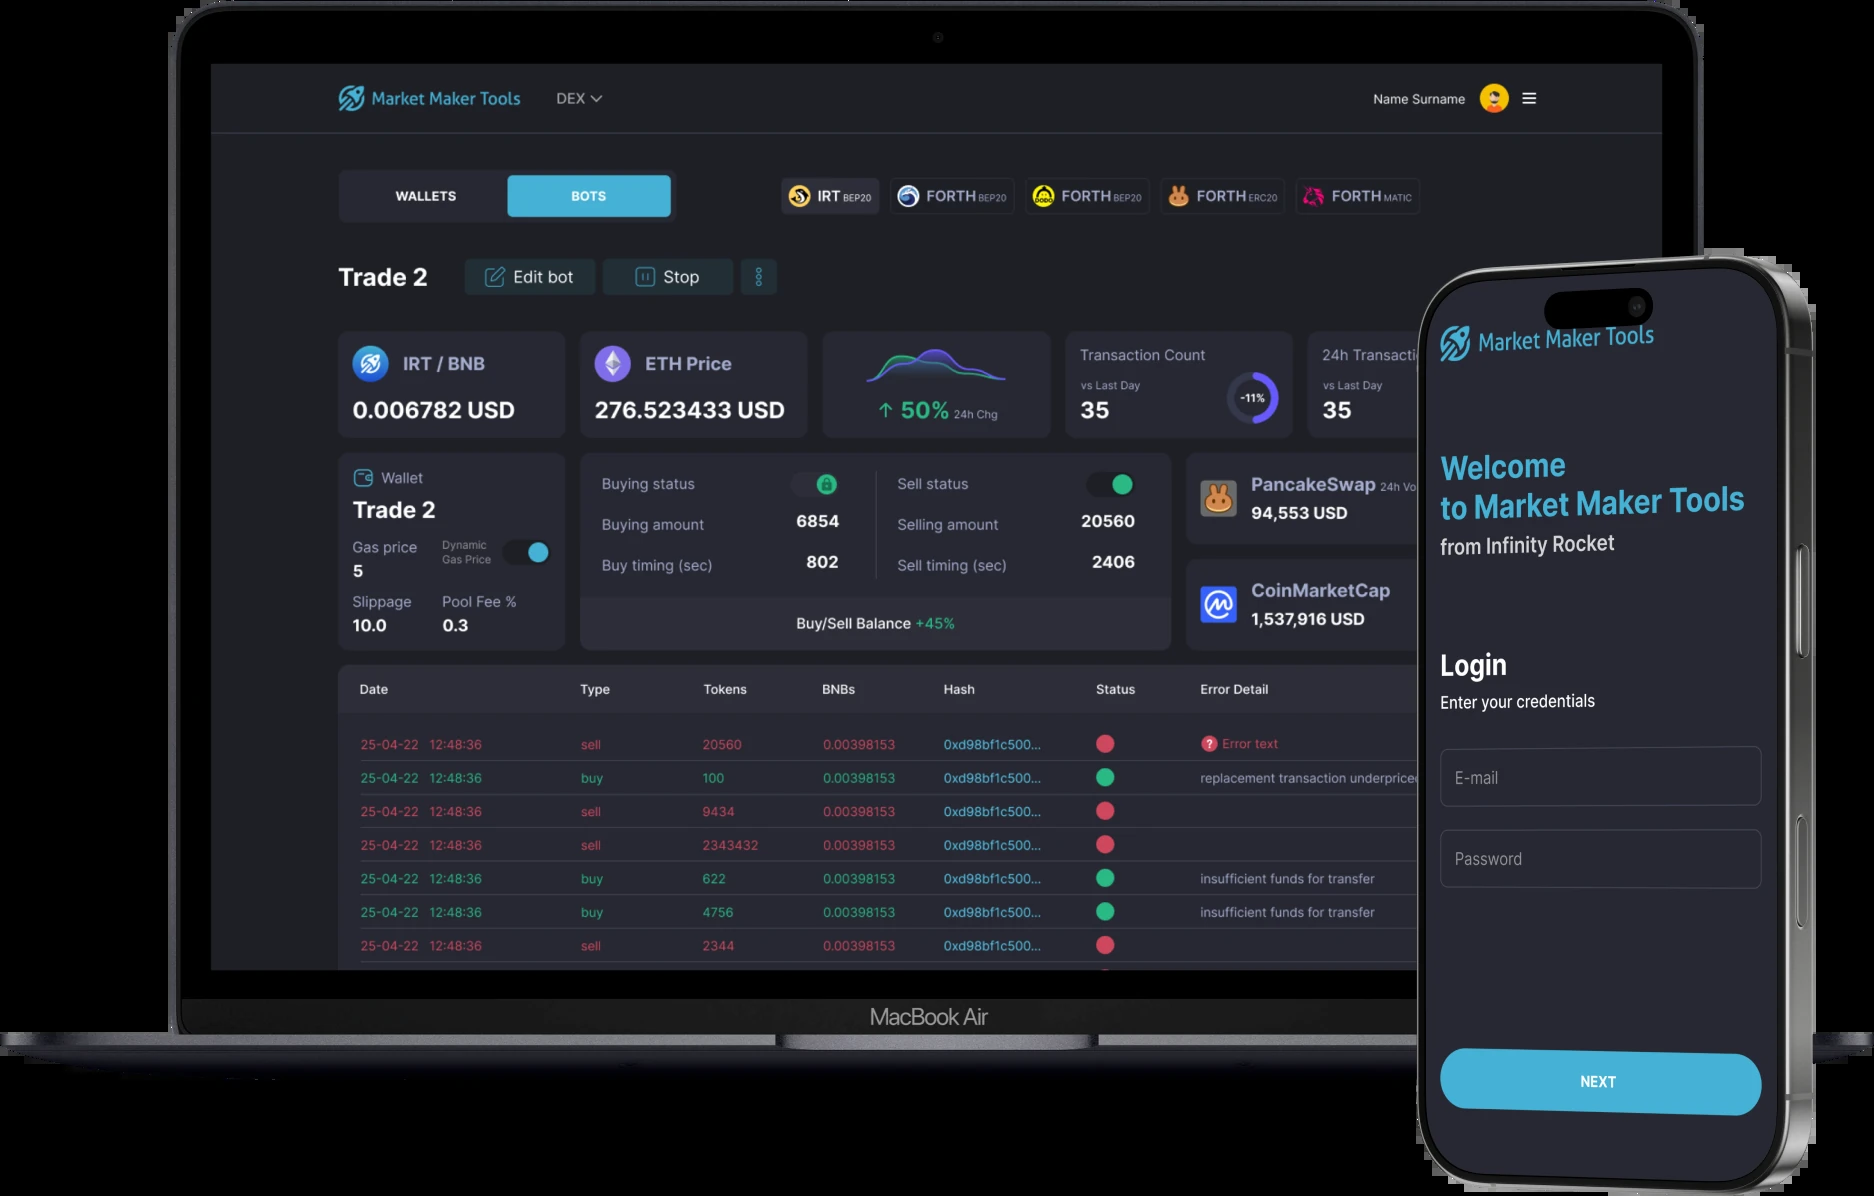 Market Maker Tools
DEX
Name Surname
WALLETS
BOTS
IRT BEP20
FORTH BEP20
FORTH BEP20
FORTH ERC20
FORTH MATIC
Trade 2
Edit bot
Stop
IRT / BNB
0.006782 USD
ETH Price
276.523433 USD
↑ 50% 24h Chg
Transaction Count
vs Last Day
35
-11%
24h Transacti
vs Last Day
35
Wallet
Trade 2
Gas price
5
Dynamic
Gas Price
Slippage
10.0
Pool Fee %
0.3
Buying status
Buying amount 6854
Buy timing (sec) 802
Sell status
Selling amount 20560
Sell timing (sec) 2406
Buy/Sell Balance +45%
PancakeSwap 24h Vo
94,553 USD
CoinMarketCap
1,537,916 USD
Date Type Tokens BNBs Hash Status Error Detail
25-04-22 12:48:36 sell 20560 0.00398153 0xd98bf1c500... ? Error text
25-04-22 12:48:36 buy 100 0.00398153 0xd98bf1c500... replacement transaction underpriced
25-04-22 12:48:36 sell 9434 0.00398153 0xd98bf1c500...
25-04-22 12:48:36 sell 2343432 0.00398153 0xd98bf1c500...
25-04-22 12:48:36 buy 622 0.00398153 0xd98bf1c500... insufficient funds for transfer
25-04-22 12:48:36 buy 4756 0.00398153 0xd98bf1c500... insufficient funds for transfer
25-04-22 12:48:36 sell 2344 0.00398153 0xd98bf1c500...
MacBook Air
Market Maker Tools
Welcome
to Market Maker Tools
from Infinity Rocket
Login
Enter your credentials
E-mail
Password
NEXT